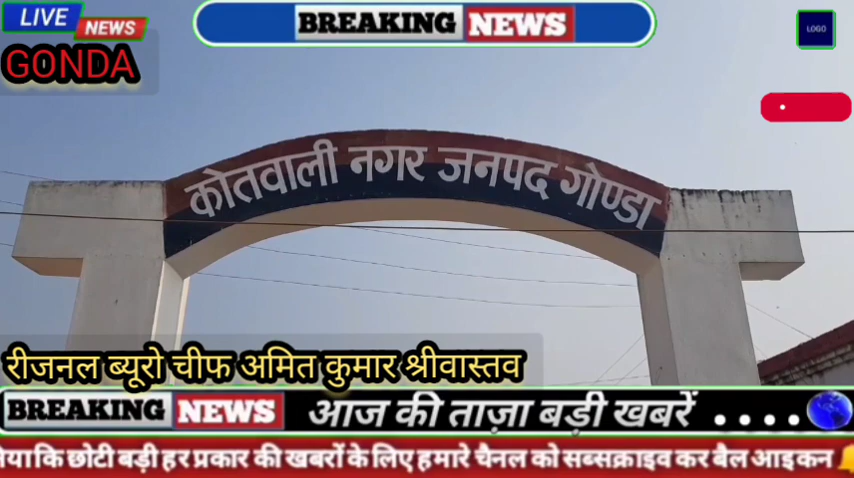 LIVE
NEWS
BREAKING NEWS
LOGO
GONDA
कोतवाली नगर जनपद गोण्डा
रीजनल ब्यूरो चीफ अमित कुमार श्रीवास्तव
BREAKING NEWS आज की ताज़ा बड़ी खबरें ....
छोटी बड़ी हर प्रकार की खबरों के लिए हमारे चैनल को सब्सक्राइव कर बैल आइकन